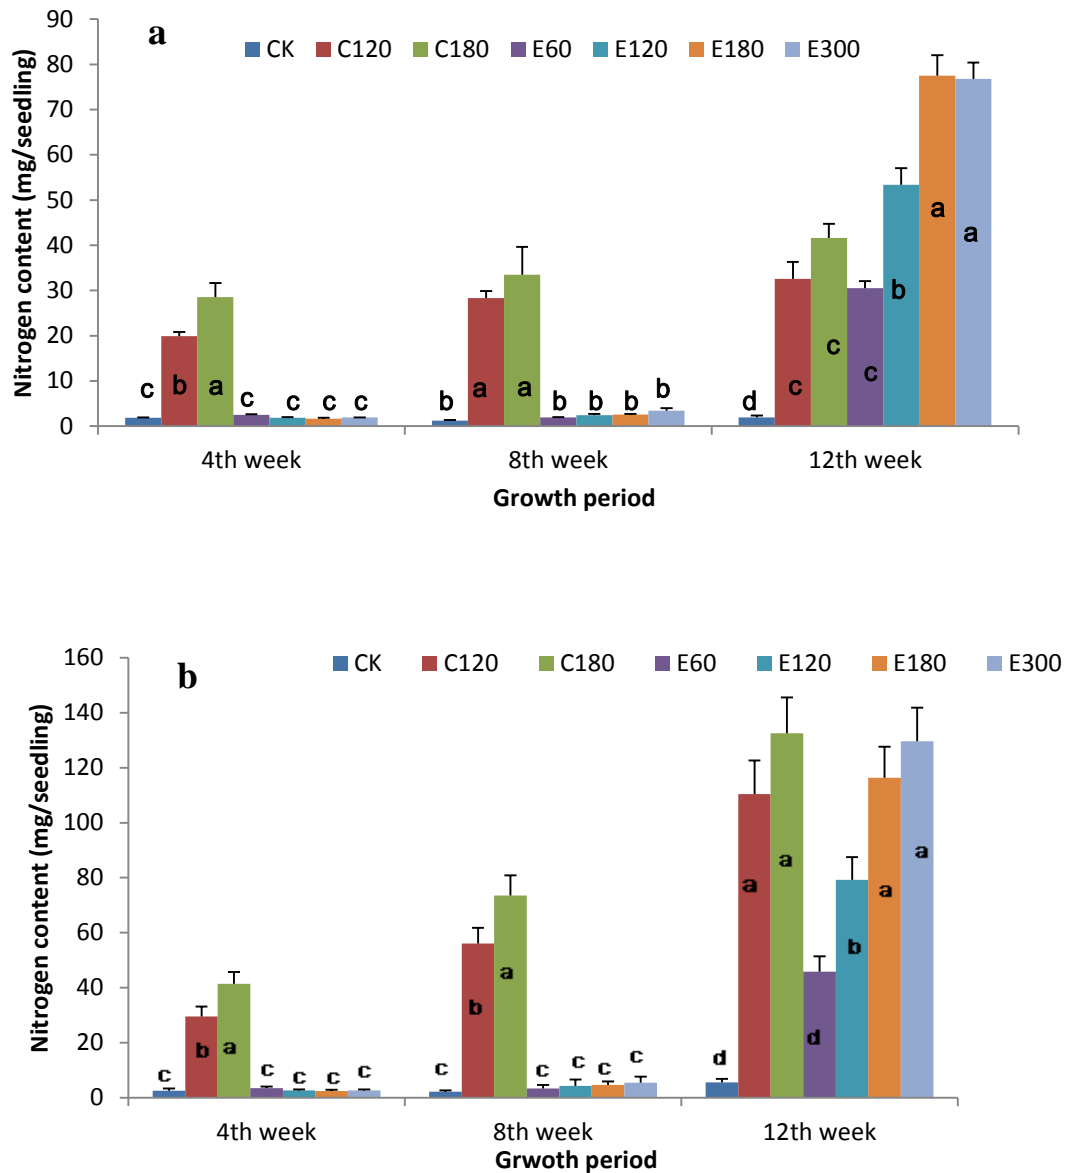 a
CK C120 C180 E60 E120 E180 E300
Nitrogen content (mg/seedling)
90
80
70
60
50
40
30
20
10
0
c b a c c c c
b a a b b b b
d c c c b a a
4th week 8th week 12th week
Growth period
b
CK C120 C180 E60 E120 E180 E300
Nitrogen content (mg/seedling)
160
140
120
100
80
60
40
20
0
c b a c c c c
c b a c c c c
d a a d b a a
4th week 8th week 12th week
Grwoth period